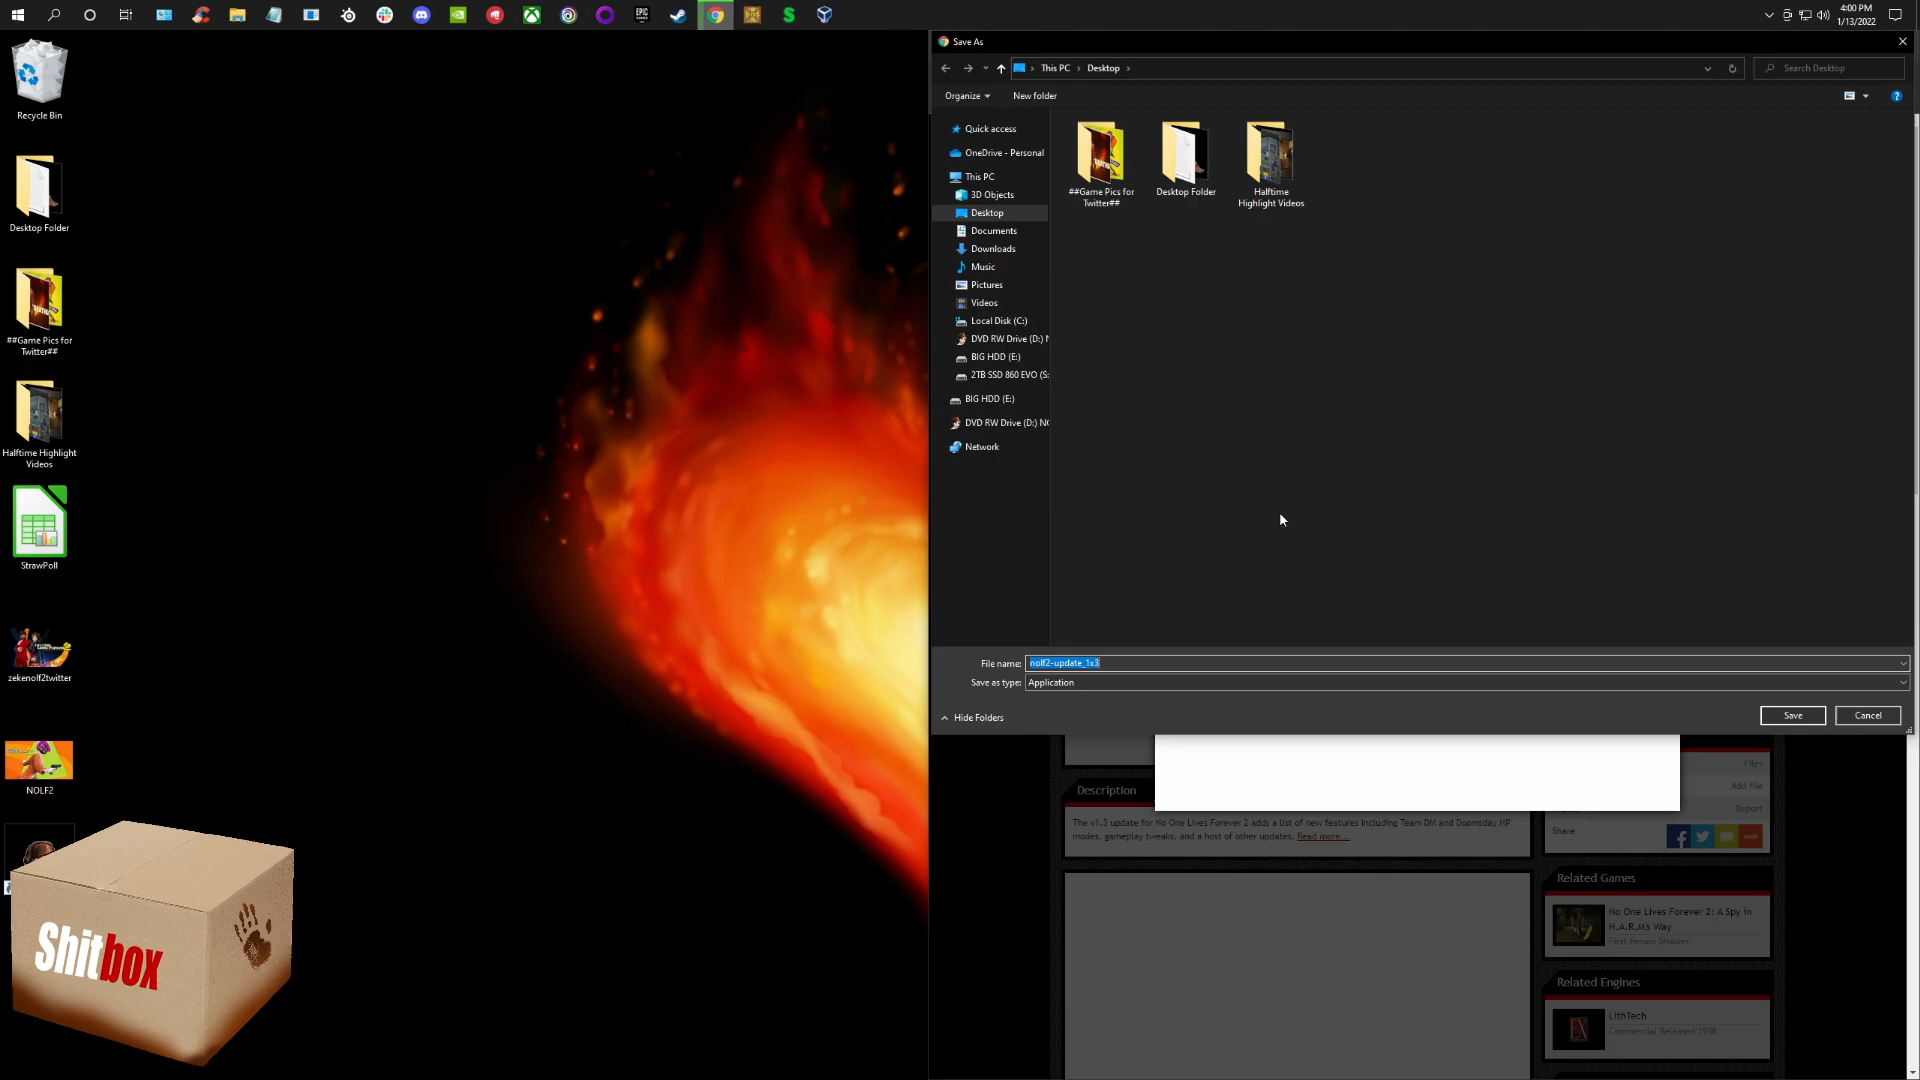 4:00 PM
1/13/2022
Recycle Bin
Desktop Folder
##Game Pics for
Twitter##
Halftime Highlight
Videos
StrawPoll
zekenolf2twitter
NOLF2
Shitbox
Save As
This PC
Desktop
Search Desktop
Organize
New folder
Quick access
OneDrive - Personal
This PC
3D Objects
Desktop
Documents
Downloads
Music
Pictures
Videos
Local Disk (C:)
DVD RW Drive (D:) N
BIG HDD (E:)
2TB SSD 860 EVO (S:
BIG HDD (E:)
DVD RW Drive (D:) NO
Network
##Game Pics for
Twitter##
Desktop Folder
Halftime
Highlight Videos
File name: nolf2-update_1x3
Save as type: Application
Hide Folders
Save
Cancel
Description
The v1.3 update for No One Lives Forever 2 adds a list of new features including Team DM and Doomsday MP
modes, gameplay tweaks, and a host of other updates. Read more...
Files
Add file
Report
Share
Related Games
No One Lives Forever 2: A Spy in
H.A.R.M's Way
First Person Shooter
Related Engines
LithTech
Commercial Released 1998